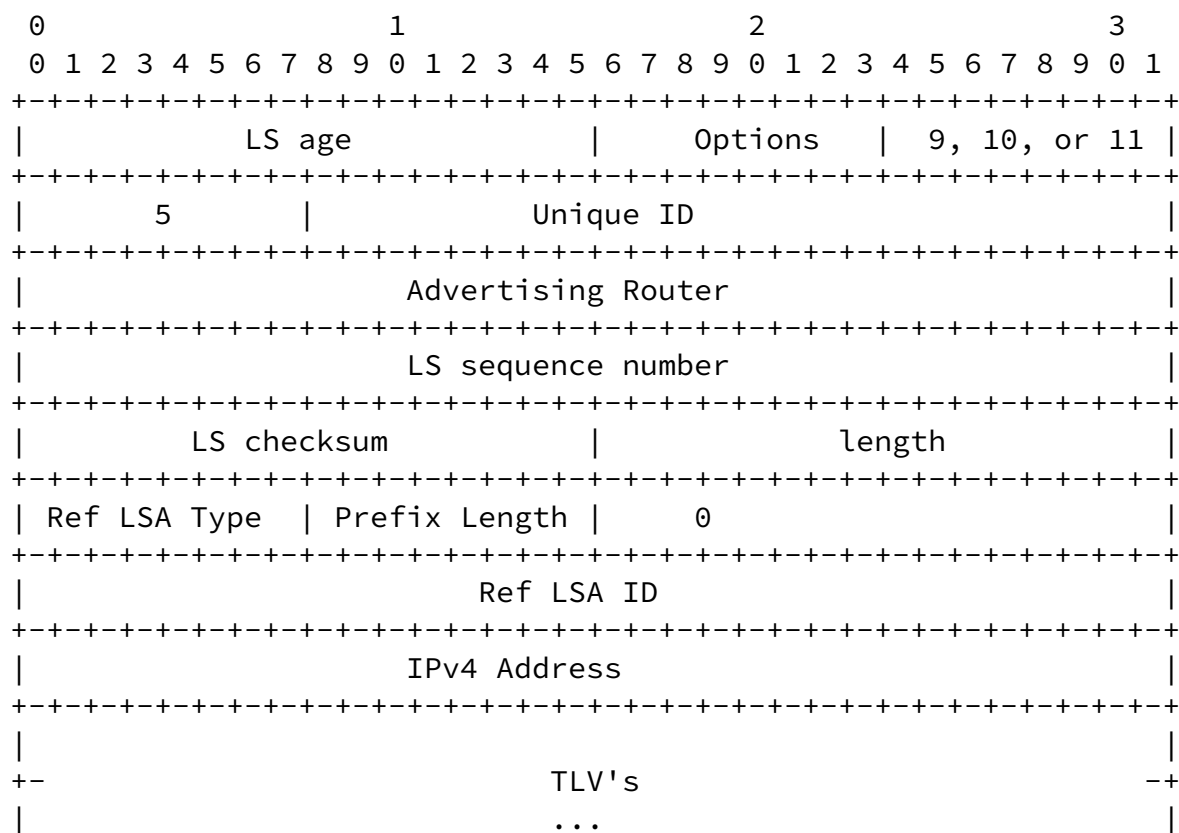 0                   1                   2                   3
 0 1 2 3 4 5 6 7 8 9 0 1 2 3 4 5 6 7 8 9 0 1 2 3 4 5 6 7 8 9 0 1
+-+-+-+-+-+-+-+-+-+-+-+-+-+-+-+-+-+-+-+-+-+-+-+-+-+-+-+-+-+-+-+-+
|            LS age             |     Options   |  9, 10, or 11 |
+-+-+-+-+-+-+-+-+-+-+-+-+-+-+-+-+-+-+-+-+-+-+-+-+-+-+-+-+-+-+-+-+
|       5       |            Unique ID                          |
+-+-+-+-+-+-+-+-+-+-+-+-+-+-+-+-+-+-+-+-+-+-+-+-+-+-+-+-+-+-+-+-+
|                     Advertising Router                        |
+-+-+-+-+-+-+-+-+-+-+-+-+-+-+-+-+-+-+-+-+-+-+-+-+-+-+-+-+-+-+-+-+
|                     LS sequence number                        |
+-+-+-+-+-+-+-+-+-+-+-+-+-+-+-+-+-+-+-+-+-+-+-+-+-+-+-+-+-+-+-+-+
|         LS checksum           |             length            |
+-+-+-+-+-+-+-+-+-+-+-+-+-+-+-+-+-+-+-+-+-+-+-+-+-+-+-+-+-+-+-+-+
| Ref LSA Type  | Prefix Length |     0                         |
+-+-+-+-+-+-+-+-+-+-+-+-+-+-+-+-+-+-+-+-+-+-+-+-+-+-+-+-+-+-+-+-+
|                         Ref LSA ID                            |
+-+-+-+-+-+-+-+-+-+-+-+-+-+-+-+-+-+-+-+-+-+-+-+-+-+-+-+-+-+-+-+-+
|                     IPv4 Address                              |
+-+-+-+-+-+-+-+-+-+-+-+-+-+-+-+-+-+-+-+-+-+-+-+-+-+-+-+-+-+-+-+-+
|                                                               |
+-                            TLV's                            -+
|                             ...                               |